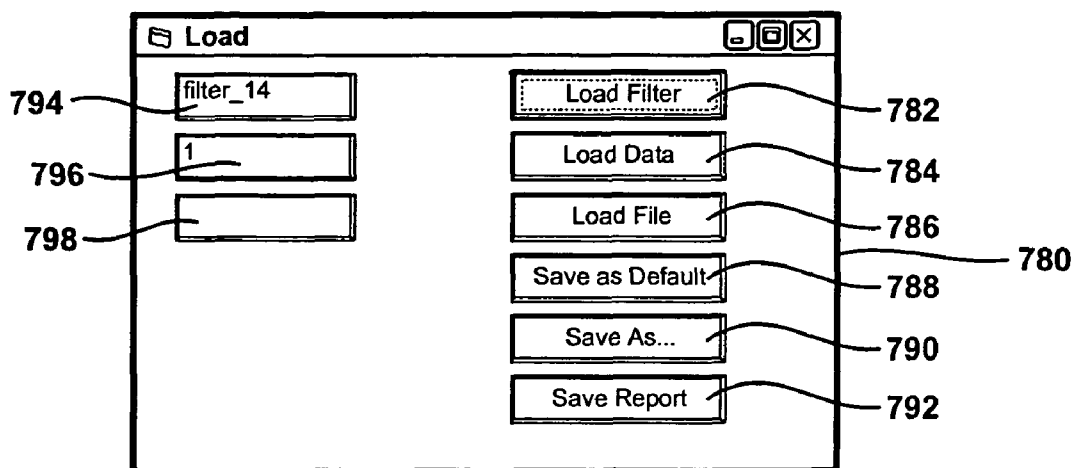 Load
794 filter_14 Load Filter 782
796 1 Load Data 784
798 Load File 786
780
Save as Default 788
Save As... 790
Save Report 792